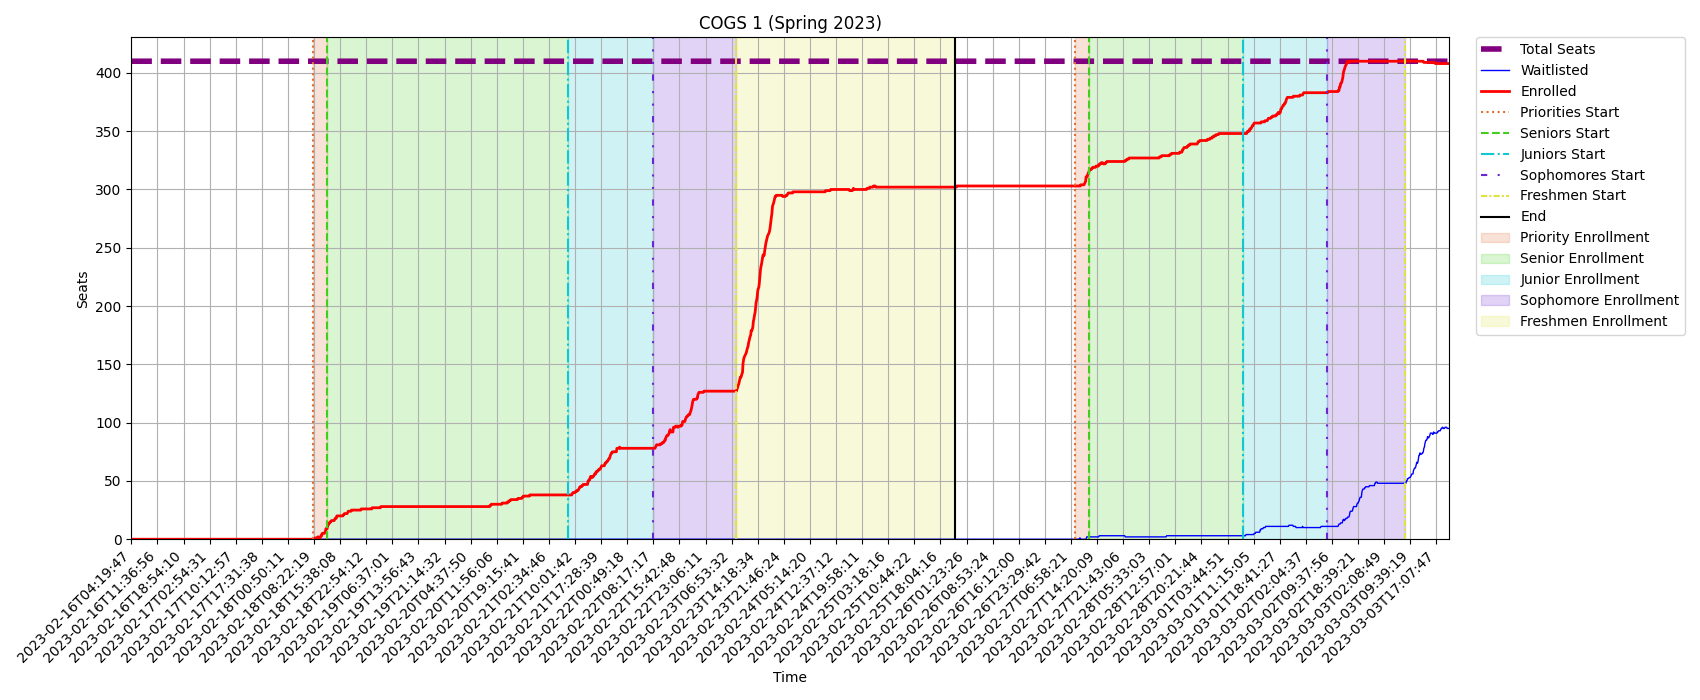 COGS 1 (Spring 2023)
Total Seats
Waitlisted
Enrolled
Priorities Start
Seniors Start
Juniors Start
Sophomores Start
Freshmen Start
End
Priority Enrollment
Senior Enrollment
Junior Enrollment
Sophomore Enrollment
Freshmen Enrollment
Seats
400
350
300
250
200
150
100
50
0
2023-02-16T04:19:47
2023-02-16T11:36:56
2023-02-16T18:54:10
2023-02-17T02:54:31
2023-02-17T10:12:57
2023-02-17T17:31:38
2023-02-18T00:50:11
2023-02-18T08:22:19
2023-02-18T15:38:08
2023-02-18T22:54:12
2023-02-19T06:37:01
2023-02-19T13:56:43
2023-02-19T21:14:32
2023-02-20T04:37:50
2023-02-20T11:56:06
2023-02-20T19:15:41
2023-02-21T02:34:46
2023-02-21T10:01:42
2023-02-21T17:28:39
2023-02-22T00:49:18
2023-02-22T08:17:17
2023-02-22T15:42:48
2023-02-22T23:06:11
2023-02-23T06:53:32
2023-02-23T14:18:34
2023-02-23T21:46:24
2023-02-24T05:14:20
2023-02-24T12:37:12
2023-02-24T19:58:11
2023-02-25T03:18:16
2023-02-25T10:44:22
2023-02-25T18:04:16
2023-02-26T01:23:26
2023-02-26T08:53:24
2023-02-26T16:12:00
2023-02-26T23:29:42
2023-02-27T06:58:21
2023-02-27T14:20:09
2023-02-27T21:43:06
2023-02-28T05:33:03
2023-02-28T12:57:01
2023-02-28T20:21:44
2023-03-01T03:44:51
2023-03-01T11:15:05
2023-03-01T18:41:27
2023-03-02T02:04:37
2023-03-02T09:37:56
2023-03-02T18:39:21
2023-03-03T02:08:49
2023-03-03T09:39:19
2023-03-03T17:07:47
Time